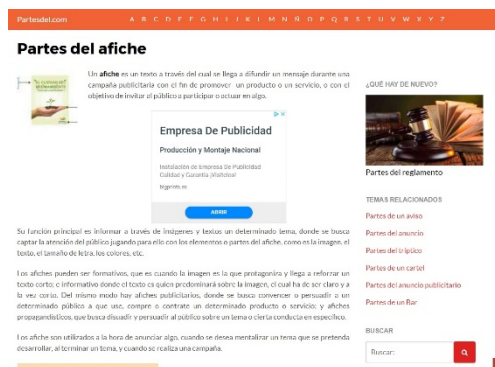 Partesdel.com
A B C D E F G H I J K L M N Ñ O P Q R S T U V W X Y Z
Partes del afiche
Un afiche es un texto a través del cual se llega a difundir un mensaje durante una
campaña publicitaria con el fin de promover un producto o un servicio, o con el
objetivo de invitar al público a participar o actuar en algo.
Empresa De Publicidad
Producción y Montaje Nacional
Instalación de Empresa De Publicidad
Calidad y Garantía ¡Visítelos!
ABRIR
Su función principal es informar a través de imágenes y textos un determinado tema, donde se busca
captar la atención del público jugando para ello con los elementos o partes del afiche, como es la imagen, el
texto, el tamaño de letra, los colores, etc.
Los afiches pueden ser formativos, que es cuando la imagen es la que protagoniza y llega a reforzar un
texto corto; e informativo donde el texto es quien predominará sobre la imagen, el cual ha de ser claro y a
la vez corto. Del mismo modo hay afiches publicitarios, donde se busca convencer o persuadir a un
determinado público a que use, compre o contrate un determinado producto o servicio; y afiches
propagandísticos, que busca disuadir y persuadir al público sobre un tema o cierta conducta en específico.
Los afiche son utilizados a la hora de anunciar algo, cuando se desea mentalizar un tema que se pretenda
desarrollar, al terminar un tema, y cuando se realiza una campaña.
¿QUÉ HAY DE NUEVO?
Partes del reglamento
TEMAS RELACIONADOS
Partes de un aviso
Partes del anuncio
Partes del tríptico
Partes de un cartel
Partes del anuncio publicitario
Partes de un Bar
BUSCAR
Buscar: